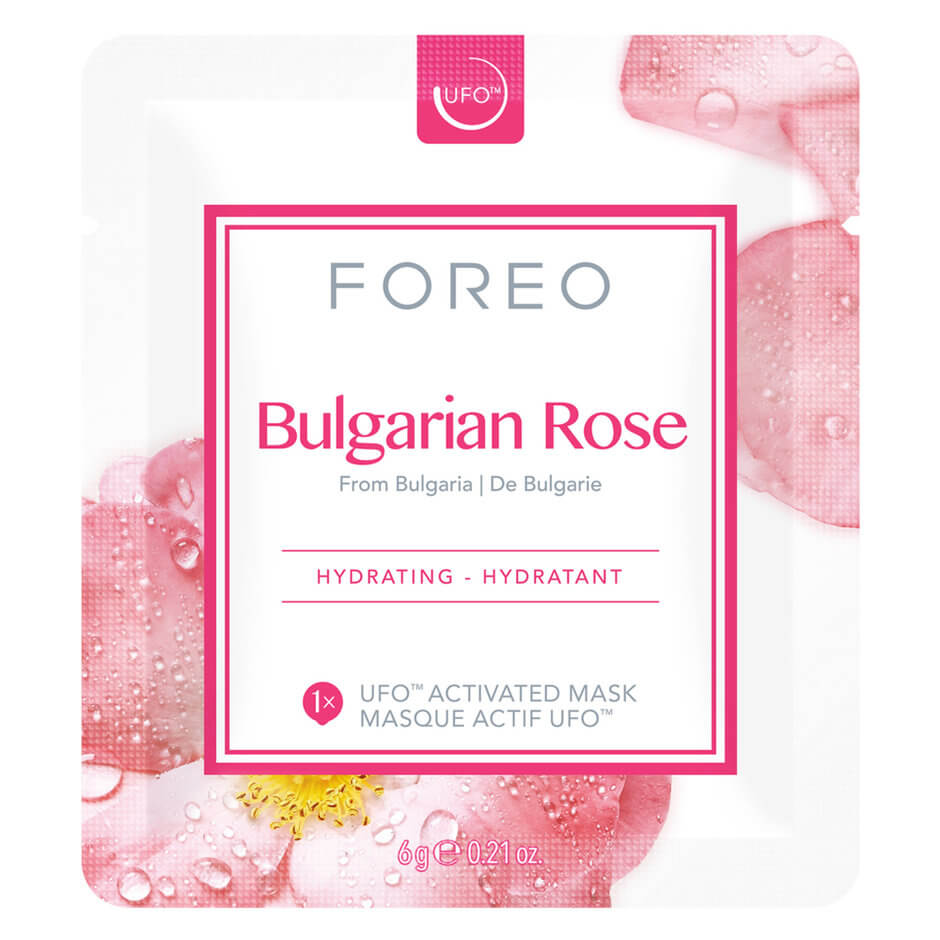 UFO™
FOREO
Bulgarian Rose
From Bulgaria | De Bulgarie
HYDRATING - HYDRATANT
1x UFO™ ACTIVATED MASK
MASQUE ACTIF UFO™
6g ℮ 0.21 oz.